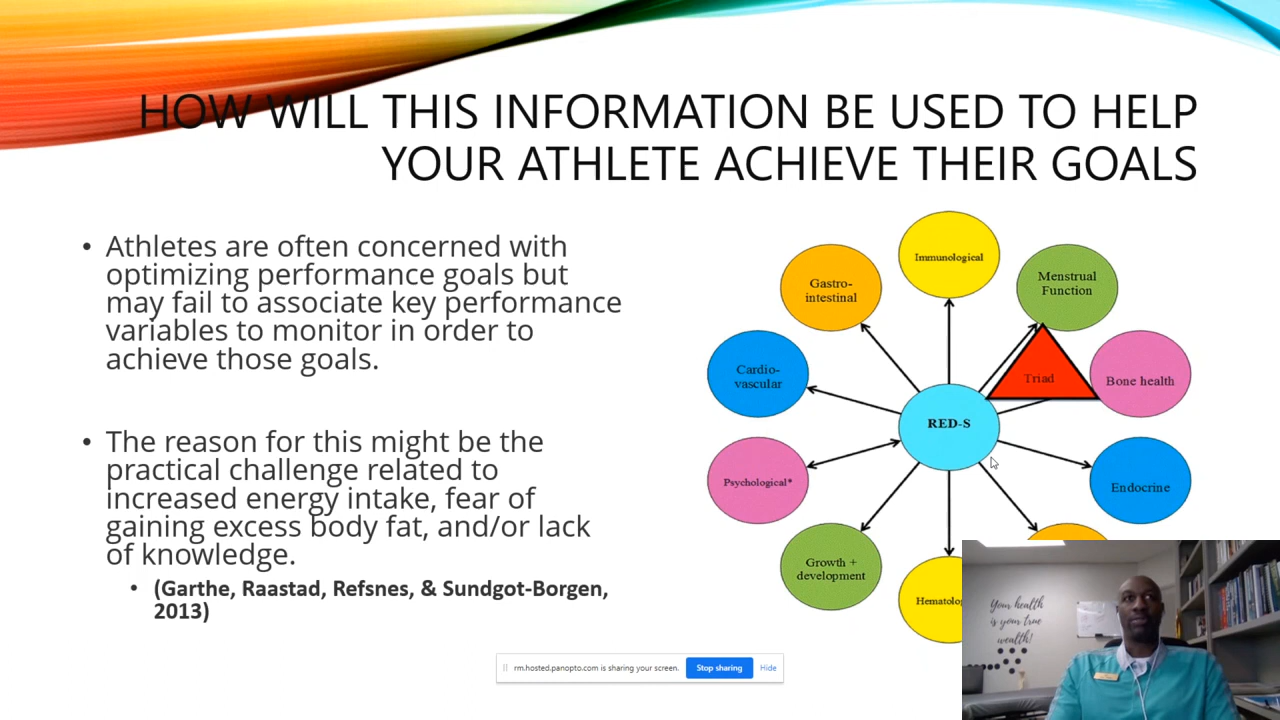 HOW WILL THIS INFORMATION BE USED TO HELP
YOUR ATHLETE ACHIEVE THEIR GOALS
• Athletes are often concerned with
optimizing performance goals but
may fail to associate key performance
variables to monitor in order to
achieve those goals.
• The reason for this might be the
practical challenge related to
increased energy intake, fear of
gaining excess body fat, and/or lack
of knowledge.
• (Garthe, Raastad, Refsnes, & Sundgot-Borgen,
2013)
Immunological
Gastro-
intestinal
Menstrual
Function
Cardio-
vascular
Triad
Bone health
RED-S
Psychological*
Endocrine
Growth +
development
Hematolo
Your health
is your true
wealth!
rm.hosted.panopto.com is sharing your screen.
Stop sharing
Hide